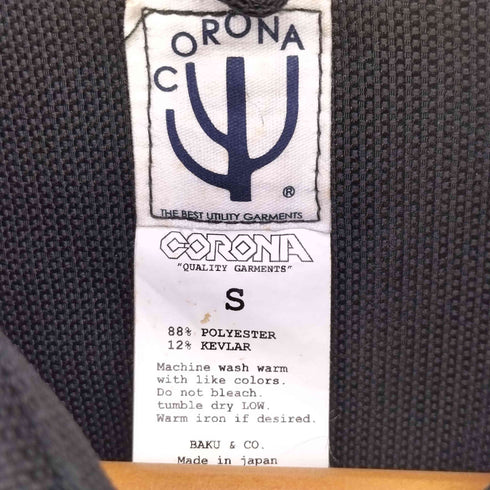 CORONA
®
THE BEST UTILITY GARMENTS
CORONA
"QUALITY GARMENTS"
S
88% POLYESTER
12% KEVLAR
Machine wash warm
with like colors.
Do not bleach.
tumble dry LOW.
Warm iron if desired.
BAKU & CO.
Made in japan